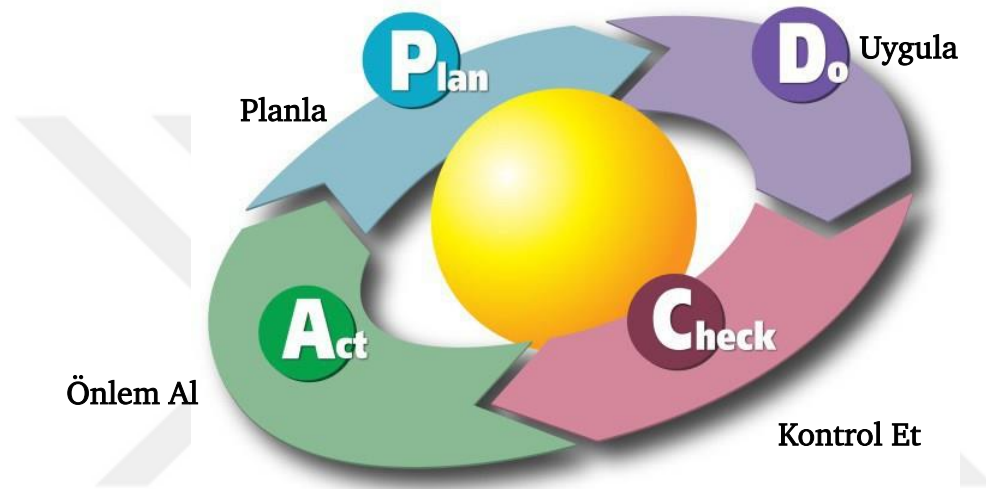 Plan
Planla
Do
Uygula
Check
Kontrol Et
Act
Önlem Al